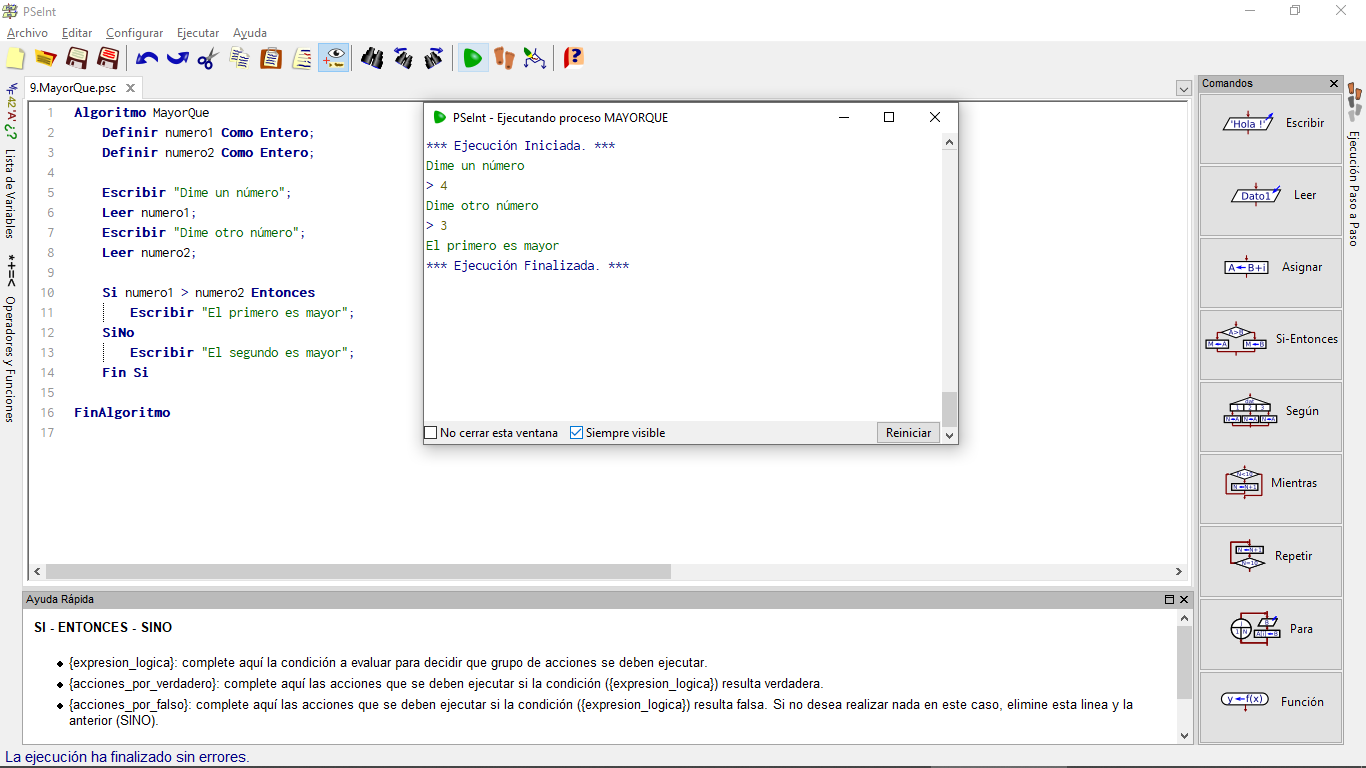 PSeInt
Archivo Editar Configurar Ejecutar Ayuda
9.MayorQue.psc
Lista de Variables
*+=<
Operadores y Funciones
1 Algoritmo MayorQue
2 Definir numero1 Como Entero;
3 Definir numero2 Como Entero;
4
5 Escribir "Dime un número";
6 Leer numero1;
7 Escribir "Dime otro número";
8 Leer numero2;
9
10 Si numero1 > numero2 Entonces
11 Escribir "El primero es mayor";
12 SiNo
13 Escribir "El segundo es mayor";
14 Fin Si
15
16 FinAlgoritmo
17
PSeInt - Ejecutando proceso MAYORQUE
*** Ejecución Iniciada. ***
Dime un número
> 4
Dime otro número
> 3
El primero es mayor
*** Ejecución Finalizada. ***
No cerrar esta ventana Siempre visible Reiniciar
Comandos
'Hola !' Escribir
Dato1 Leer
A←B+i Asignar
A>B
M←A M←B Si-Entonces
Según
Mientras
Repetir
Para
y←f(x) Función
Ejecución Paso a Paso
Ayuda Rápida
SI - ENTONCES - SINO
{expresion_logica}: complete aquí la condición a evaluar para decidir que grupo de acciones se deben ejecutar.
{acciones_por_verdadero}: complete aquí las acciones que se deben ejecutar si la condición ({expresion_logica}) resulta verdadera.
{acciones_por_falso}: complete aquí las acciones que se deben ejecutar si la condición ({expresion_logica}) resulta falsa. Si no desea realizar nada en este caso, elimine esta linea y la
anterior (SINO).
La ejecución ha finalizado sin errores.